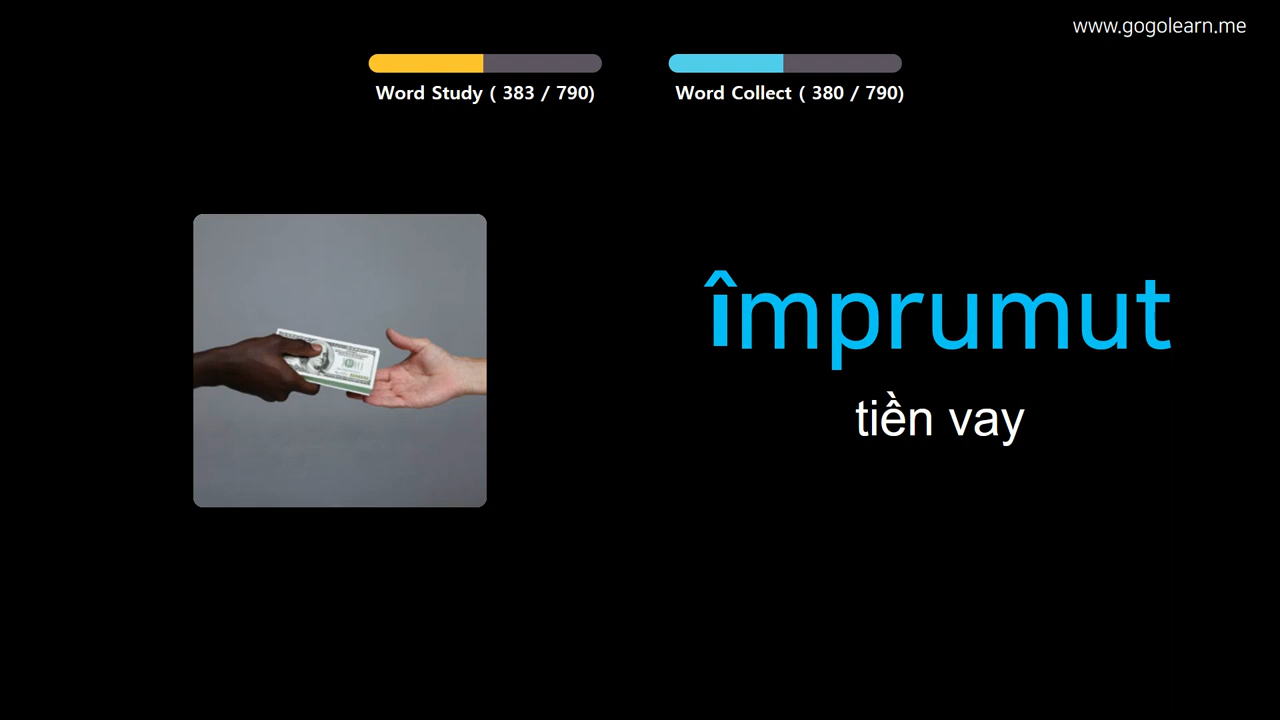 www.gogolearn.me
Word Study ( 383 / 790)
Word Collect ( 380 / 790)
împrumut
tiền vay